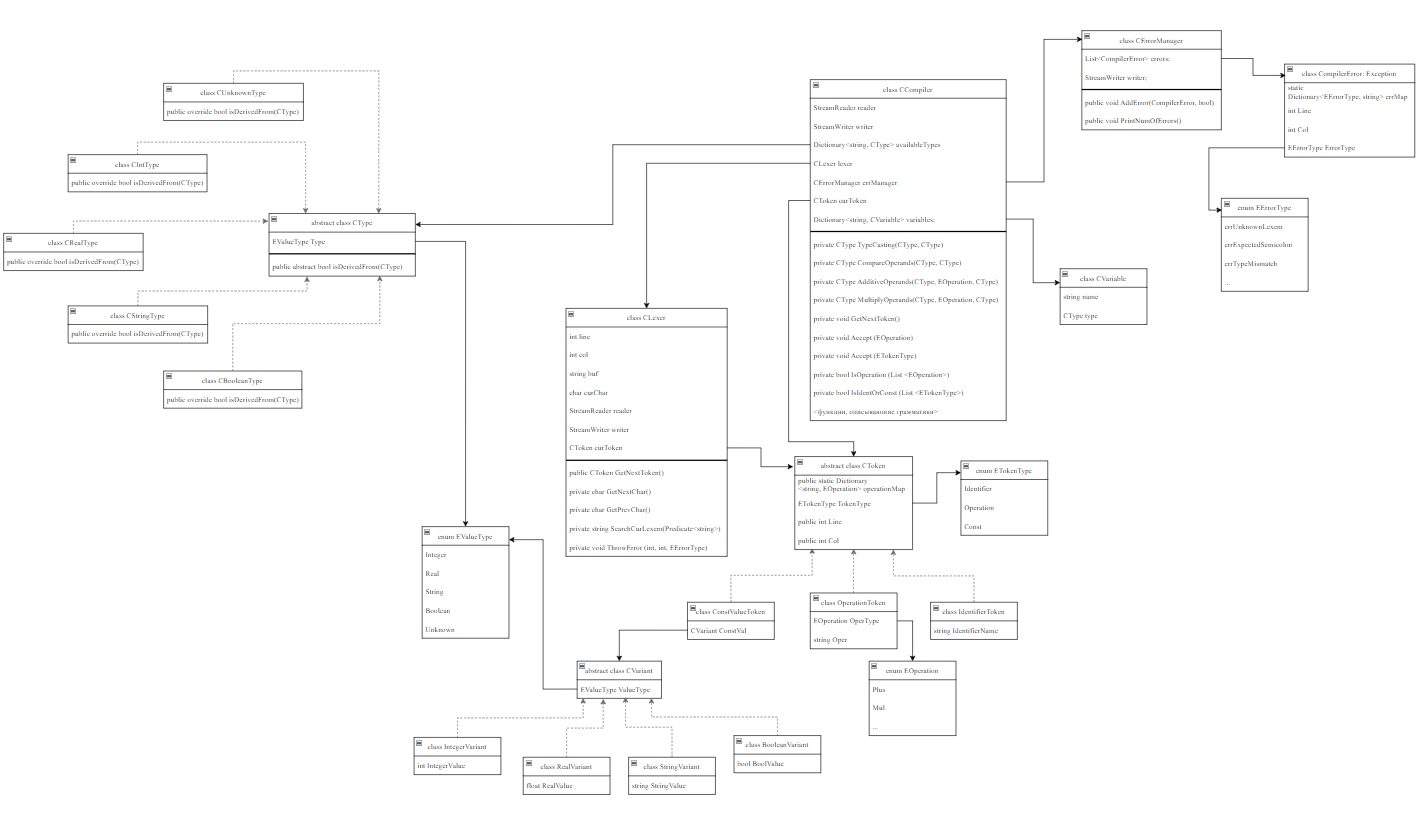 class CErrorManager
List<CompilerError> errors;
StreamWriter writer;
public void AddError(CompilerError, bool)
public void PrintNumOfErrors()
class CompilerError: Exception
static
Dictionary<EErrorType, string> errMap
int Line
int Col
EErrorType ErrorType
class CUnknownType
public override bool isDerivedFrom(CType)
class CCompiler
StreamReader reader
StreamWriter writer
Dictionary<string, CType> availableTypes
CLexer lexer
CErrorManager errManager
CToken curToken
Dictionary<string, CVariable> variables;
private CType TypeCasting(CType, CType)
private CType CompareOperands(CType, CType)
private CType AdditiveOperands(CType, EOperation, CType)
private CType MultiplyOperands(CType, EOperation, CType)
private void GetNextToken()
private void Accept (EOperation)
private void Accept (ETokenType)
private bool IsOperation (List <EOperation>)
private bool IsIdentOrConst (List <ETokenType>)
<функции, описывающие грамматики>
class CIntType
public override bool isDerivedFrom(CType)
enum EErrorType
errUnknownLexem
errExpectedSemicolon
errTypeMismatch
...
abstract class CType
EValueType Type
public abstract bool isDerivedFrom(CType)
class CRealType
public override bool isDerivedFrom(CType)
class CVariable
string name
CType type
class CStringType
public override bool isDerivedFrom(CType)
class CLexer
int line
int col
string buf
char curChar
StreamReader reader
StreamWriter writer
CToken curToken
public CToken GetNextToken()
private char GetNextChar()
private char GetPrevChar()
private string SearchCurLexem(Predicate<string>)
private void ThrowError (int, int, EErrorType)
class CBooleanType
public override bool isDerivedFrom(CType)
abstract class CToken
public static Dictionary
<string, EOperation> operationMap
ETokenType TokenType
public int Line
public int Col
enum ETokenType
Identifier
Operation
Const
enum EValueType
Integer
Real
String
Boolean
Unknown
class ConstValueToken
CVariant ConstVal
class OperationToken
EOperation OperType
string Oper
class IdentifierToken
string IdentifierName
abstract class CVariant
EValueType ValueType
enum EOperation
Plus
Mul
...
class IntegerVariant
int IntegerValue
class RealVariant
float RealValue
class StringVariant
string StringValue
class BooleanVariant
bool BoolValue